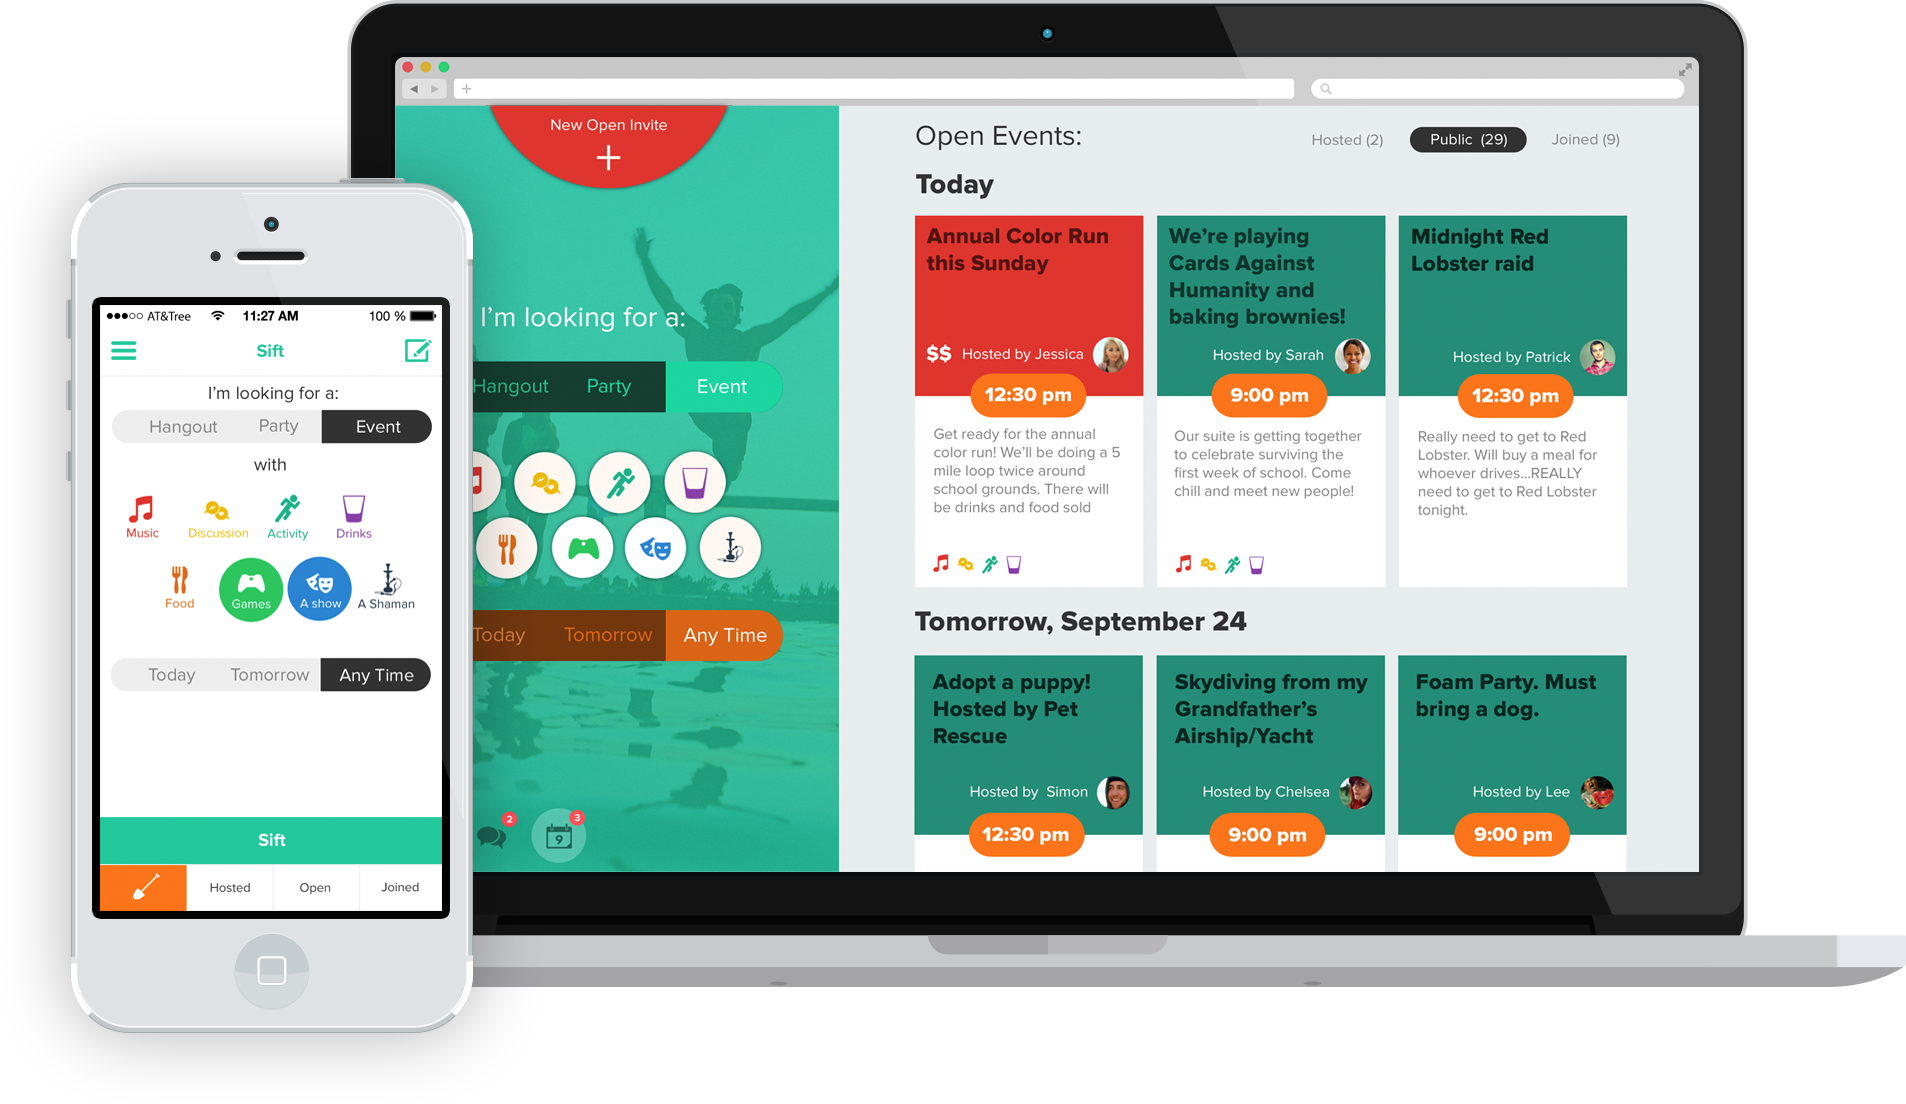 AT&Tree
11:27 AM
100 %
Sift
I'm looking for a:
Hangout Party Event
with
Music Discussion Activity Drinks
Food Games A show A Shaman
Today Tomorrow Any Time
Sift
Hosted Open Joined
New Open Invite
+
I'm looking for a:
Hangout Party Event
Today Tomorrow Any Time
2
3
9
Open Events:
Hosted (2) Public (29) Joined (9)
Today
Annual Color Run
this Sunday
$$ Hosted by Jessica
12:30 pm
Get ready for the annual
color run! We'll be doing a 5
mile loop twice around
school grounds. There will
be drinks and food sold
We're playing
Cards Against
Humanity and
baking brownies!
Hosted by Sarah
9:00 pm
Our suite is getting together
to celebrate surviving the
first week of school. Come
chill and meet new people!
Midnight Red
Lobster raid
Hosted by Patrick
12:30 pm
Really need to get to Red
Lobster. Will buy a meal for
whoever drives...REALLY
need to get to Red Lobster
tonight.
Tomorrow, September 24
Adopt a puppy!
Hosted by Pet
Rescue
Hosted by Simon
12:30 pm
Skydiving from my
Grandfather's
Airship/Yacht
Hosted by Chelsea
9:00 pm
Foam Party. Must
bring a dog.
Hosted by Lee
9:00 pm